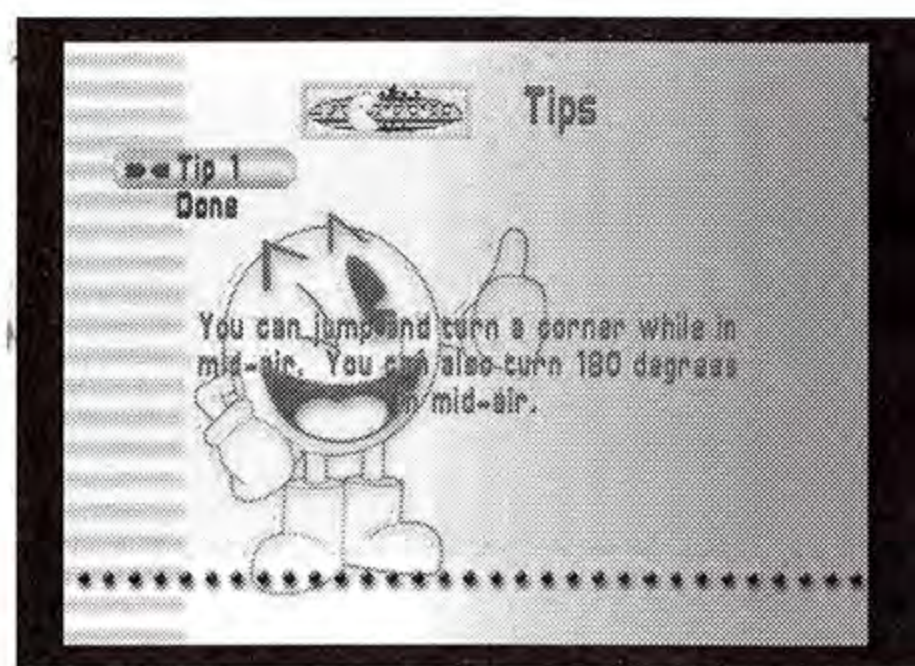 Tips
Tip 1
Done
You can jump and turn a corner while in
mid-air. You can also turn 180 degrees
in mid-air.